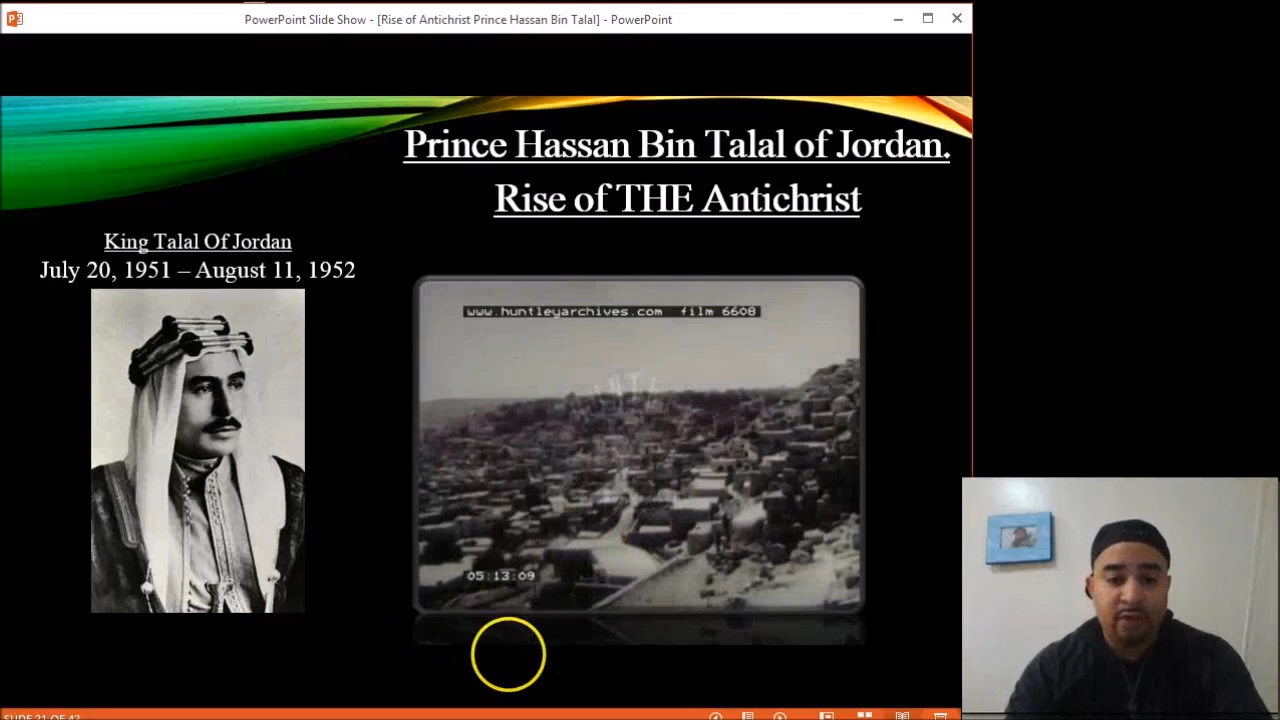 PowerPoint Slide Show - [Rise of Antichrist Prince Hassan Bin Talal] - PowerPoint
Prince Hassan Bin Talal of Jordan.
Rise of THE Antichrist
King Talal Of Jordan
July 20, 1951 – August 11, 1952
www.huntleyarchives.com film 6608
05:13:09
SLIDE 21 OF 42